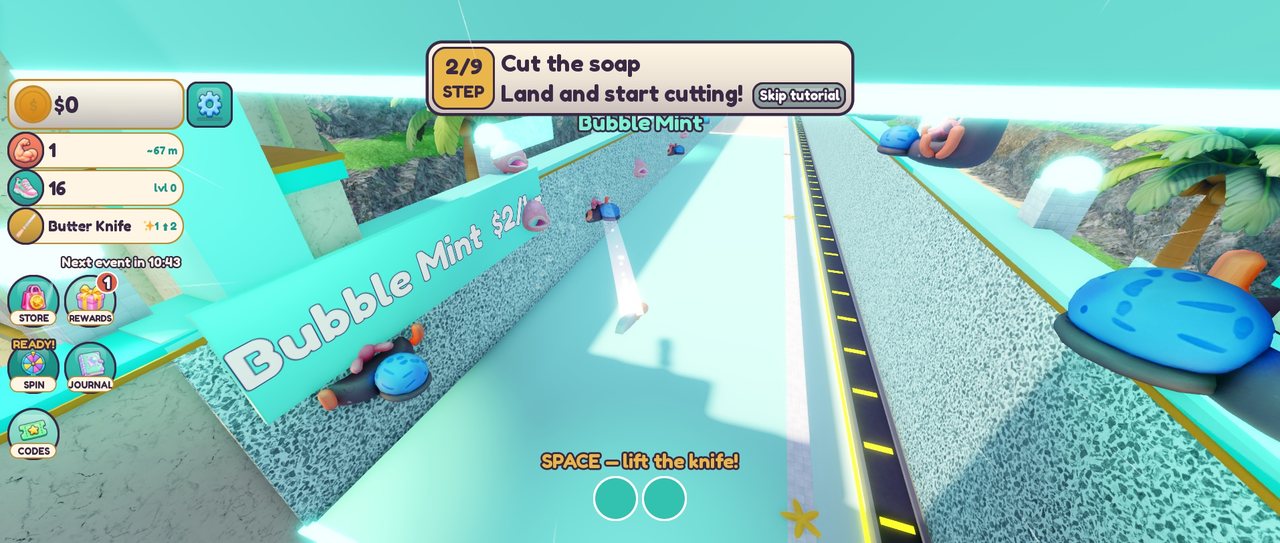 2/9
STEP
Cut the soap
Land and start cutting!
Skip tutorial
$0
1
~67 m
16
lvl 0
Butter Knife
1
2
Next event in 10:43
1
STORE
REWARDS
READY!
SPIN
JOURNAL
CODES
Bubble Mint
Bubble Mint $2/
SPACE – lift the knife!